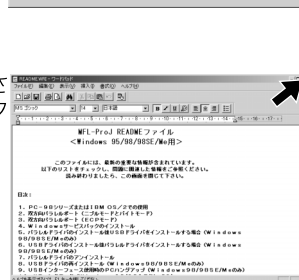 README.WRI - ワードパッド
ファイル(F) 編集(E) 表示(V) 挿入(I) 書式(O) ヘルプ(H)
MS ゴシック 14 日本語
MFL-ProJ READMEファイル
<Windows 95/98/98SE/Me用>
このファイルには、最新の重要な情報が含まれています。
以下のリストをチェックし、問題に関連した情報をご参照ください。
読み終わりましたら、この画面を閉じて下さい。
目次:
1. PC-98シリーズまたはIBM OS/2での使用
2. 双方向パラレルポート(ニブルモードとバイトモード)
3. 双方向パラレルポート(ECPモード)
4. Windowsサービスパックのインストール
5. パラレルドライバのインストール後USBドライバをインストールする場合(Windows
98/98SE/Meのみ)
6. USBドライバのインストール後パラレルドライバをインストールする場合(Windows
98/98SE/Meのみ)
7. パラレルドライバのアンインストール
8. USBドライバの再インストール(Windows98/98SE/Meのみ)
9. USBインターフェース使用時のPCハングアップ(Windows98/98SE/Meのみ)